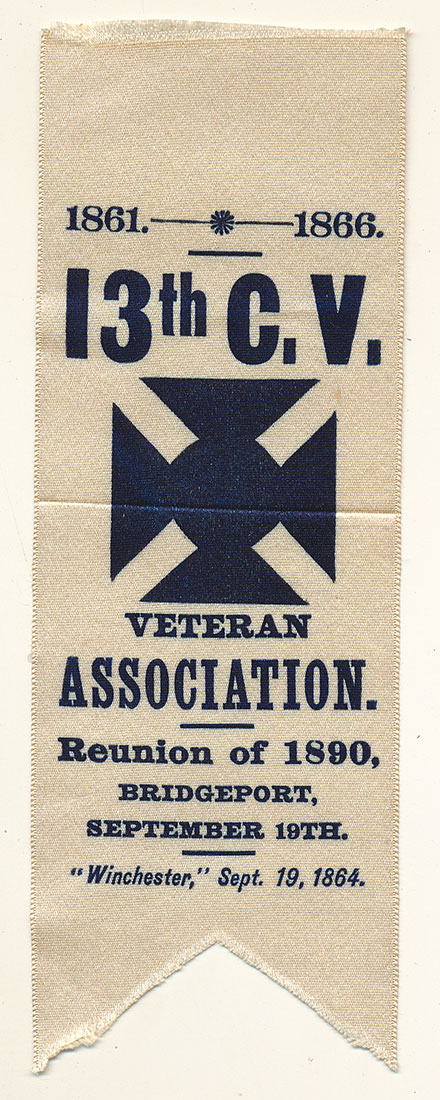 1861. 1866.
13th C. V.
VETERAN
ASSOCIATION.
Reunion of 1890,
BRIDGEPORT,
SEPTEMBER 19TH.
"Winchester," Sept. 19, 1864.